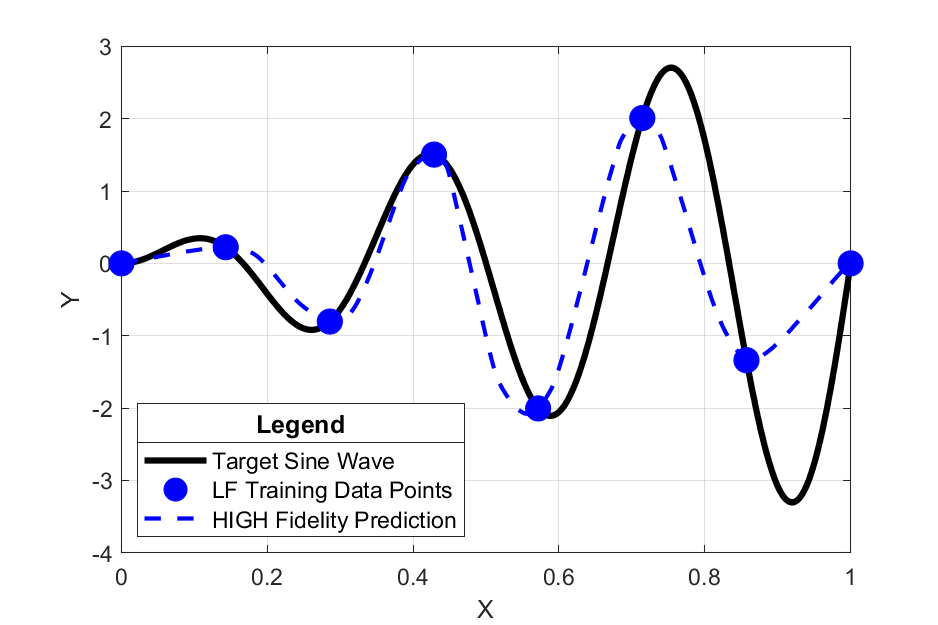 3
2
1
0
-1
-2
-3
-4
Y
Legend
Target Sine Wave
LF Training Data Points
HIGH Fidelity Prediction
0 0.2 0.4 0.6 0.8 1
X